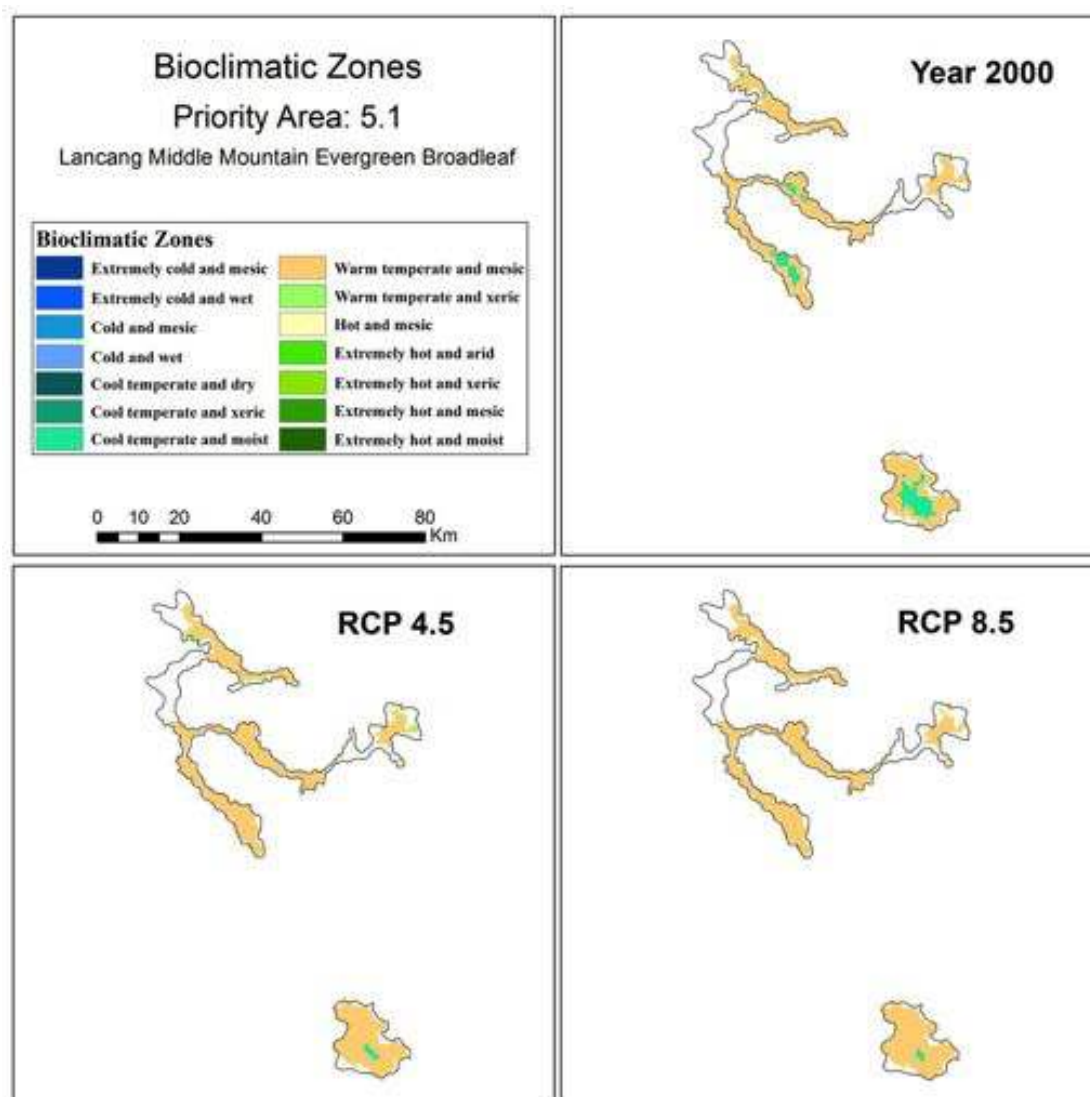 Bioclimatic Zones
Priority Area: 5.1
Lancang Middle Mountain Evergreen Broadleaf
Bioclimatic Zones
Extremely cold and mesic
Extremely cold and wet
Cold and mesic
Cold and wet
Cool temperate and dry
Cool temperate and xeric
Cool temperate and moist
Warm temperate and mesic
Warm temperate and xeric
Hot and mesic
Extremely hot and arid
Extremely hot and xeric
Extremely hot and mesic
Extremely hot and moist
0 10 20 40 60 80
Km
Year 2000
RCP 4.5
RCP 8.5